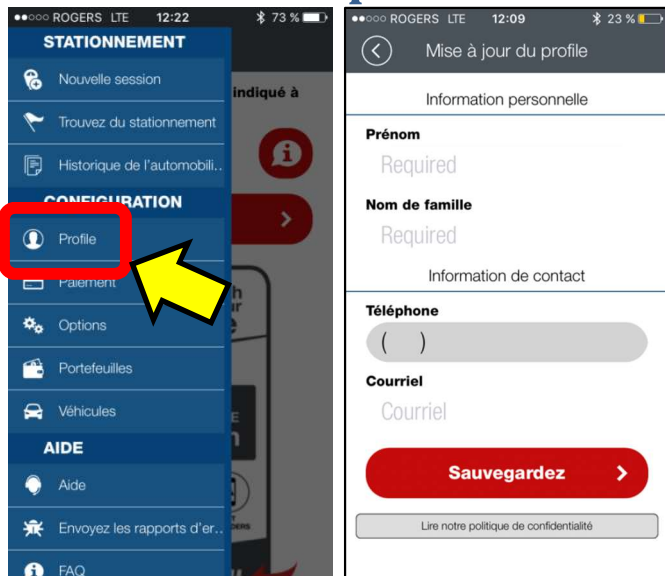 ROGERS LTE 12:22 73 %
STATIONNEMENT
Nouvelle session
Trouvez du stationnement
Historique de l'automobili..
CONFIGURATION
Profile
Paiement
Options
Portefeuilles
Véhicules
AIDE
Aide
Envoyez les rapports d'er..
FAQ
indiqué à
ROGERS LTE 12:09 23 %
Mise à jour du profile
Information personnelle
Prénom
Required
Nom de famille
Required
Information de contact
Téléphone
( )
Courriel
Courriel
Sauvegardez
Lire notre politique de confidentialité